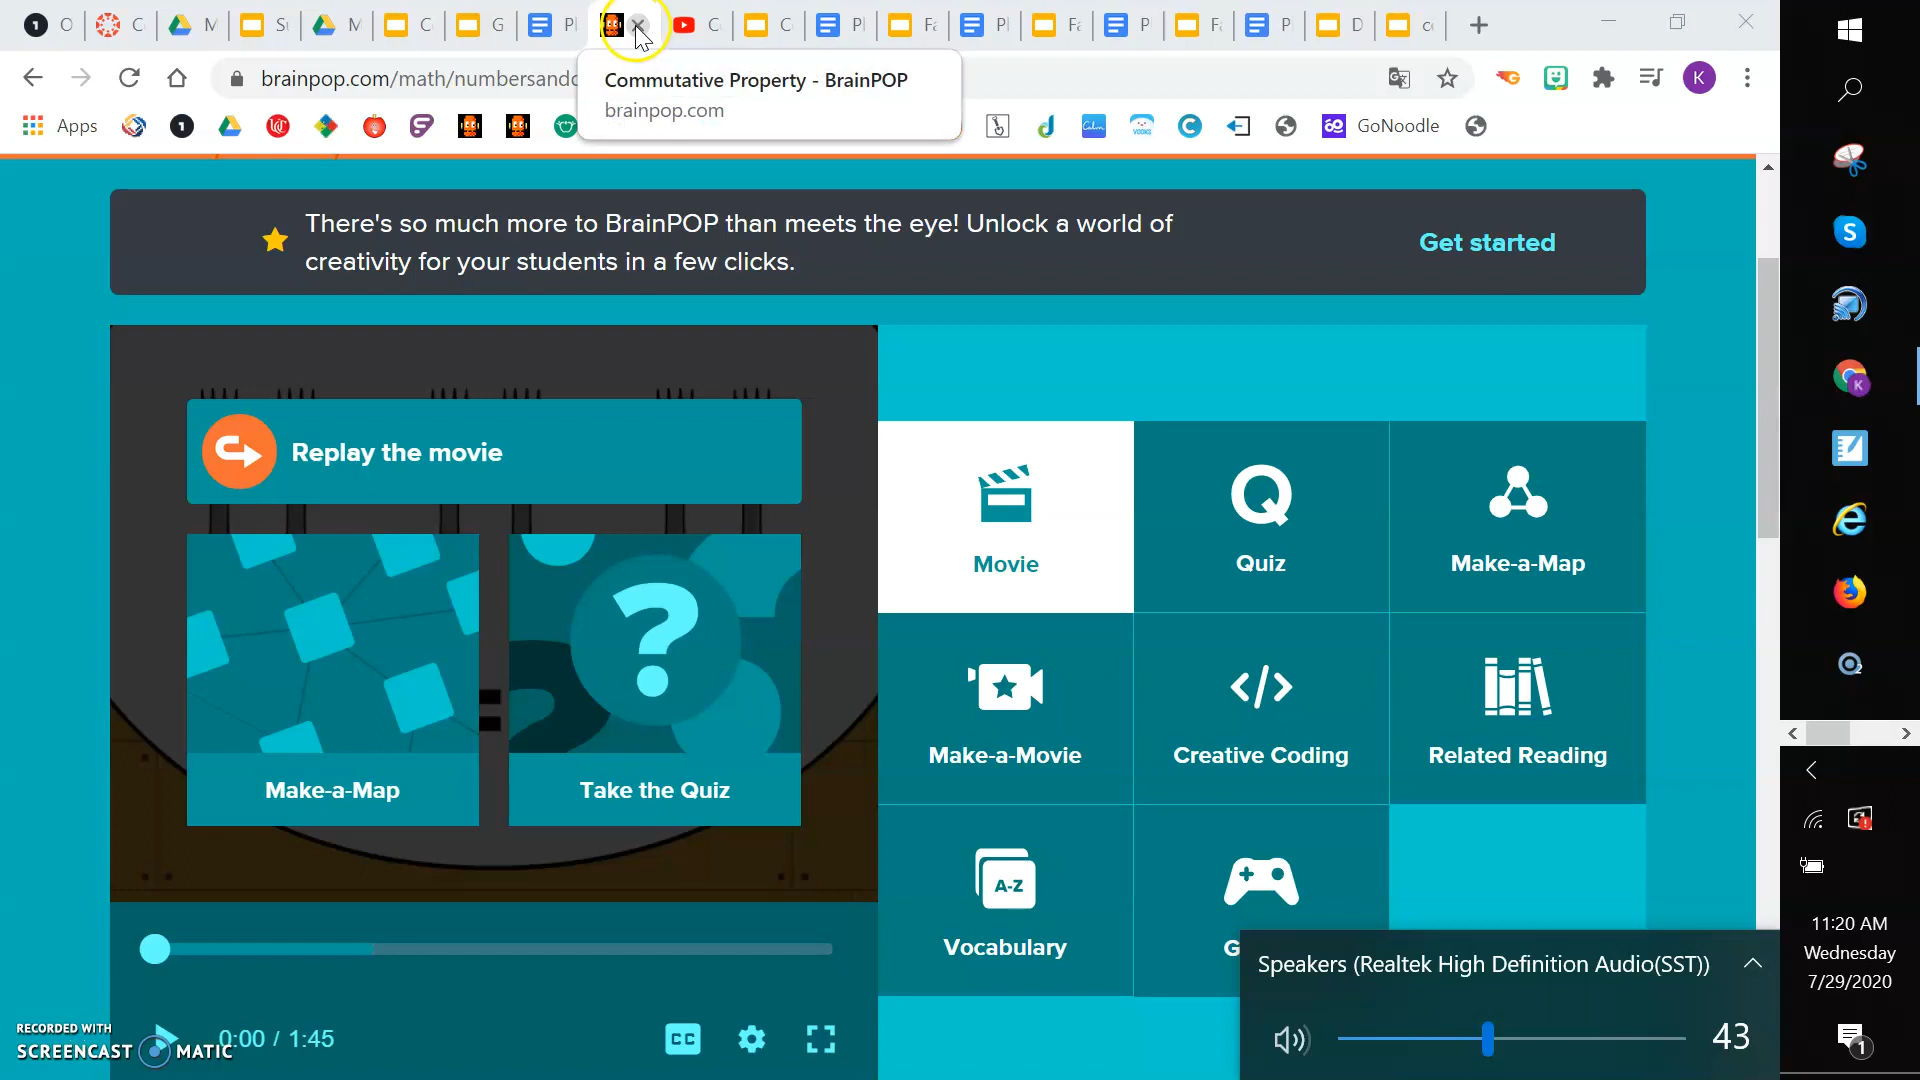 brainpop.com/math/numbersando
Commutative Property - BrainPOP
brainpop.com
Apps
GoNoodle
K
There's so much more to BrainPOP than meets the eye! Unlock a world of
creativity for your students in a few clicks.
Get started
Replay the movie
Make-a-Map
Take the Quiz
Movie
Quiz
Make-a-Map
Make-a-Movie
Creative Coding
Related Reading
A-Z
Vocabulary
G
0:00 / 1:45
CC
RECORDED WITH
SCREENCAST MATIC
Speakers (Realtek High Definition Audio(SST))
43
11:20 AM
Wednesday
7/29/2020
1